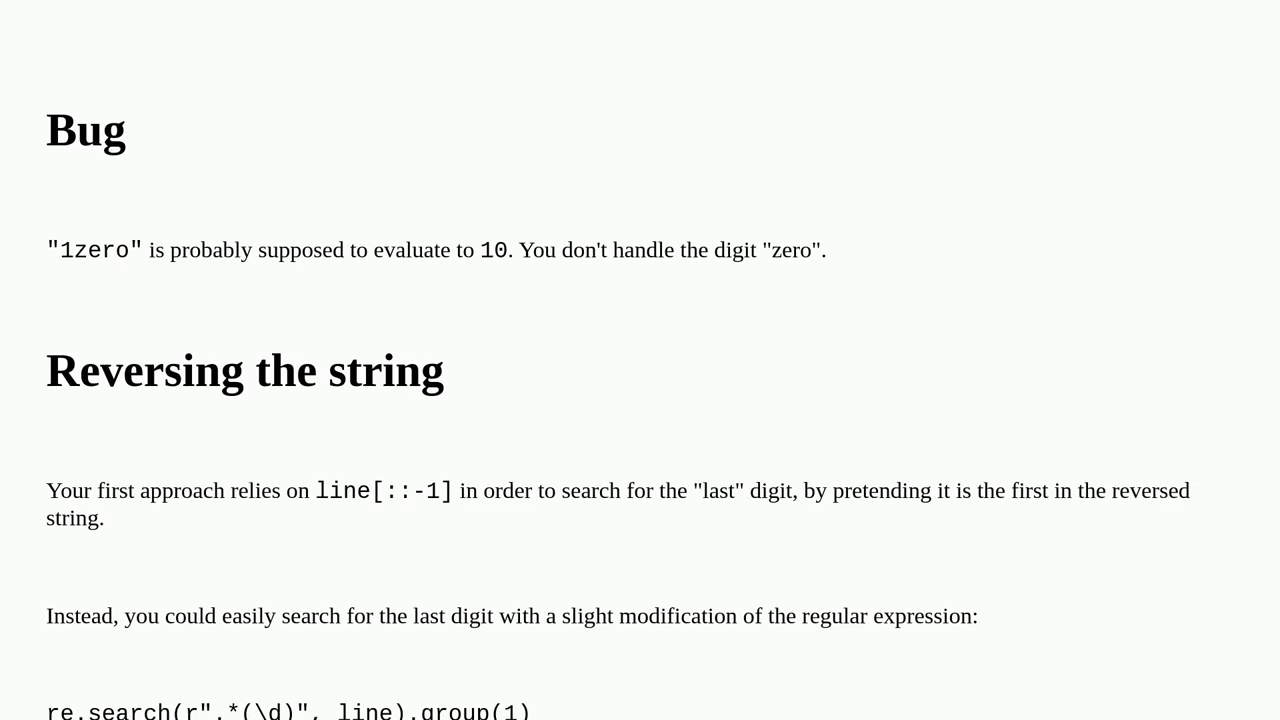 Bug
"1zero" is probably supposed to evaluate to 10. You don't handle the digit "zero".
Reversing the string
Your first approach relies on line[::-1] in order to search for the "last" digit, by pretending it is the first in the reversed
string.
Instead, you could easily search for the last digit with a slight modification of the regular expression:
re.search(r".*(\d)", line).group(1)